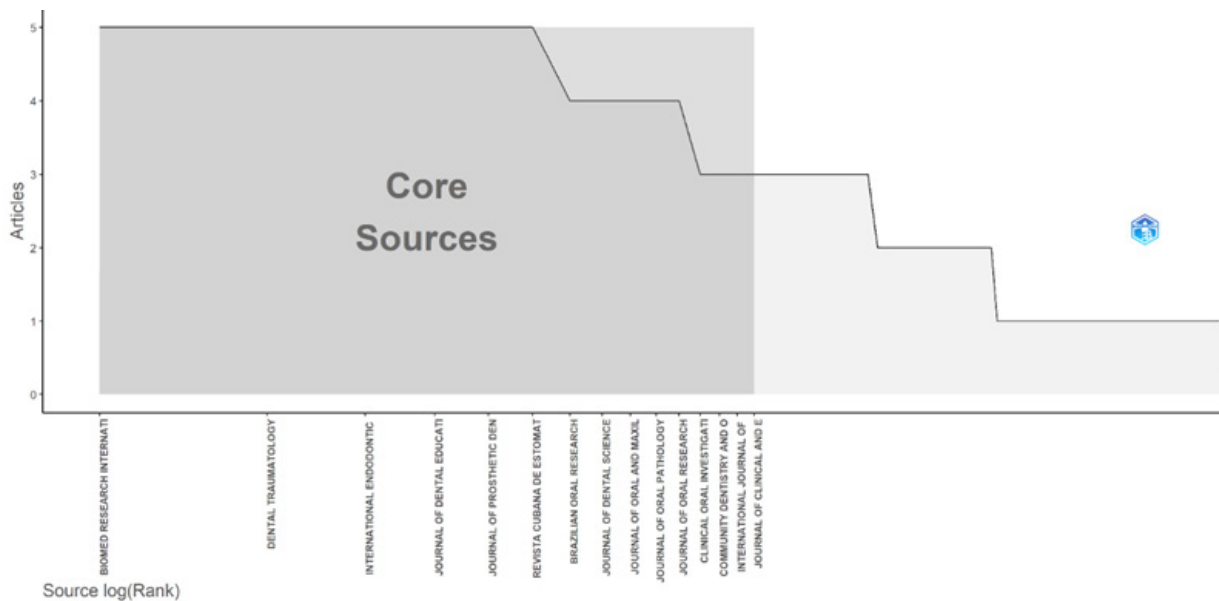 5
4
3
2
1
0
Articles
Core
Sources
BIOMED RESEARCH INTERNATI
DENTAL TRAUMATOLOGY
INTERNATIONAL ENDODONTIC
JOURNAL OF DENTAL EDUCATI
JOURNAL OF PROSTHETIC DEN
REVISTA CUBANA DE ESTOMAT
BRAZILIAN ORAL RESEARCH
JOURNAL OF DENTAL SCIENCE
JOURNAL OF ORAL AND MAXIL
JOURNAL OF ORAL PATHOLOGY
JOURNAL OF ORAL RESEARCH
CLINICAL ORAL INVESTIGATI
COMMUNITY DENTISTRY AND O
INTERNATIONAL JOURNAL OF
JOURNAL OF CLINICAL AND E
Source log(Rank)